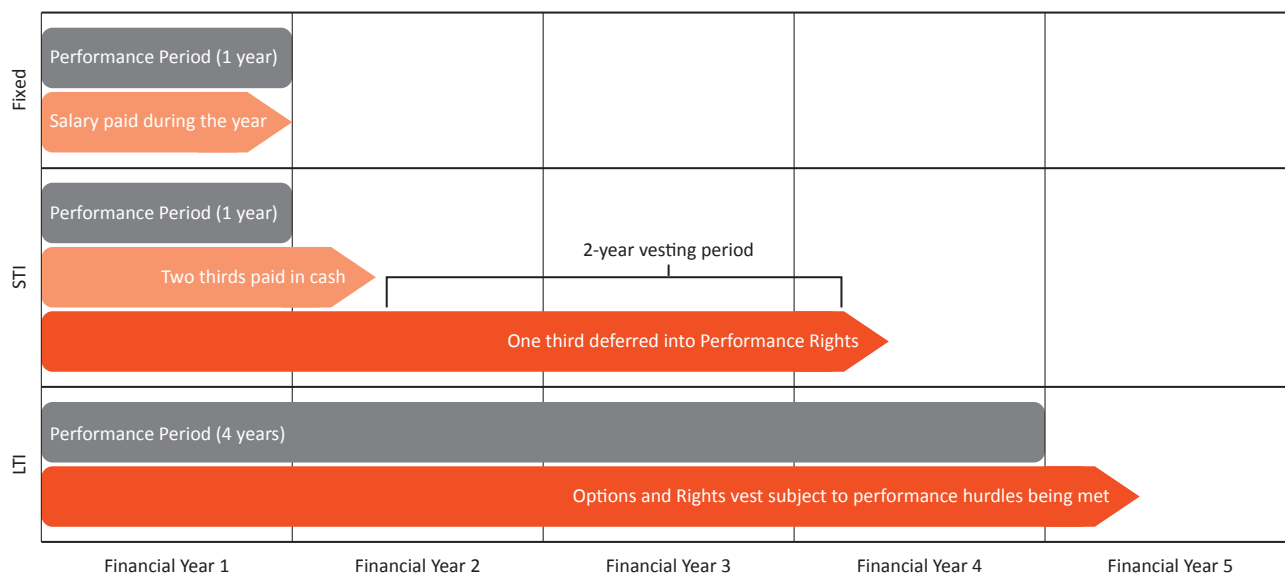 Fixed
Performance Period (1 year)
Salary paid during the year
STI
Performance Period (1 year)
2-year vesting period
Two thirds paid in cash
One third deferred into Performance Rights
LTI
Performance Period (4 years)
Options and Rights vest subject to performance hurdles being met
Financial Year 1
Financial Year 2
Financial Year 3
Financial Year 4
Financial Year 5